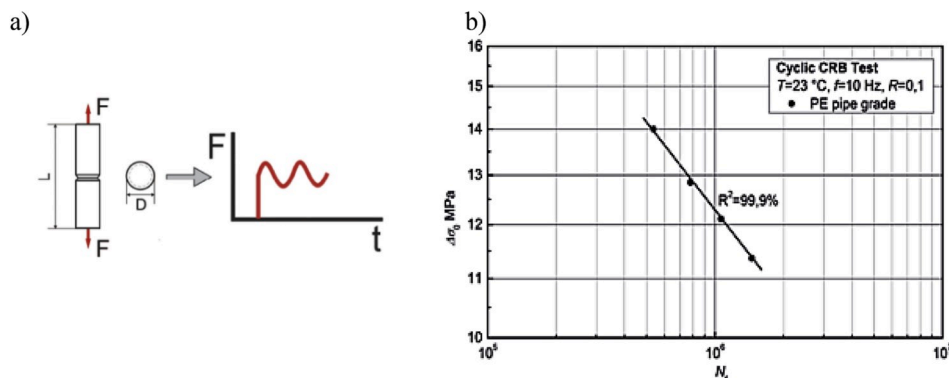 a)
F
L
D
F
F
t
b)
16
15
14
13
12
11
10
Δσ₀ MPa
Cyclic CRB Test
T=23 °C, f=10 Hz, R=0,1
PE pipe grade
R²=99,9%
10⁵
10⁶